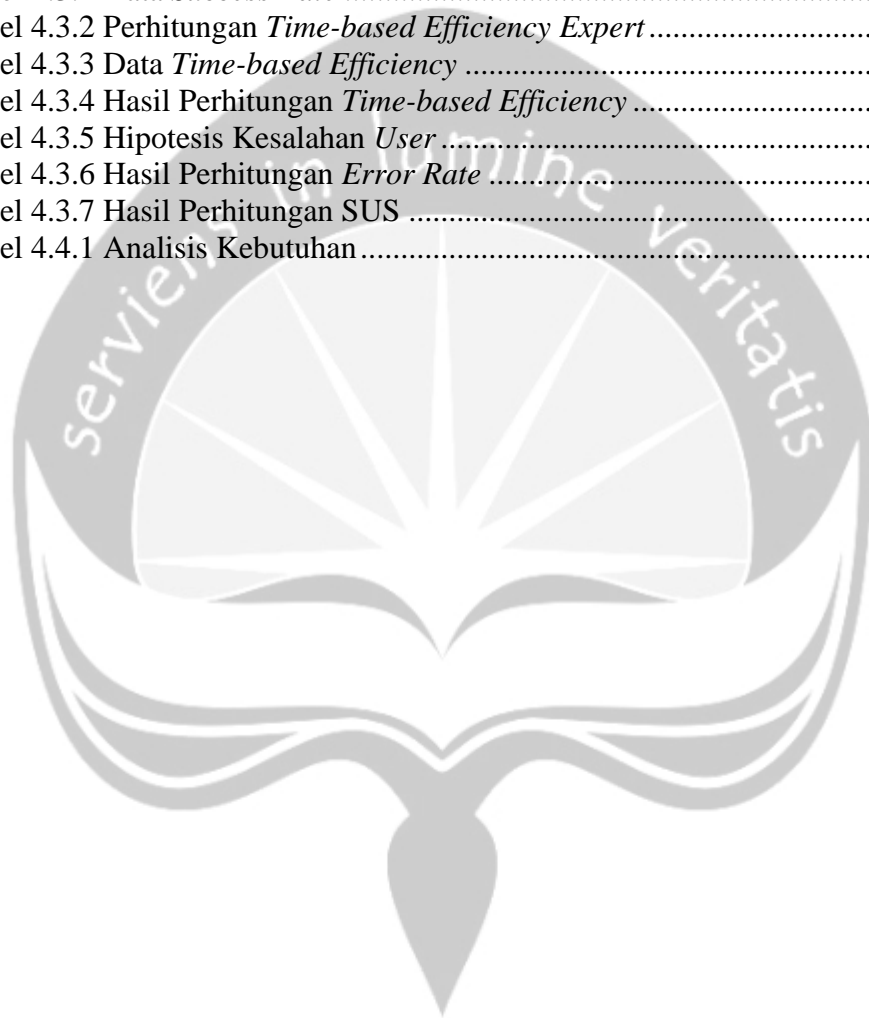 el 4.3.2 Perhitungan Time-based Efficiency Expert..................................
el 4.3.3 Data Time-based Efficiency ..........................................................
el 4.3.4 Hasil Perhitungan Time-based Efficiency....................................
el 4.3.5 Hipotesis Kesalahan User.............................................................
el 4.3.6 Hasil Perhitungan Error Rate .......................................................
el 4.3.7 Hasil Perhitungan SUS .................................................................
el 4.4.1 Analisis Kebutuhan.......................................................................
serviens in lumine veritatis